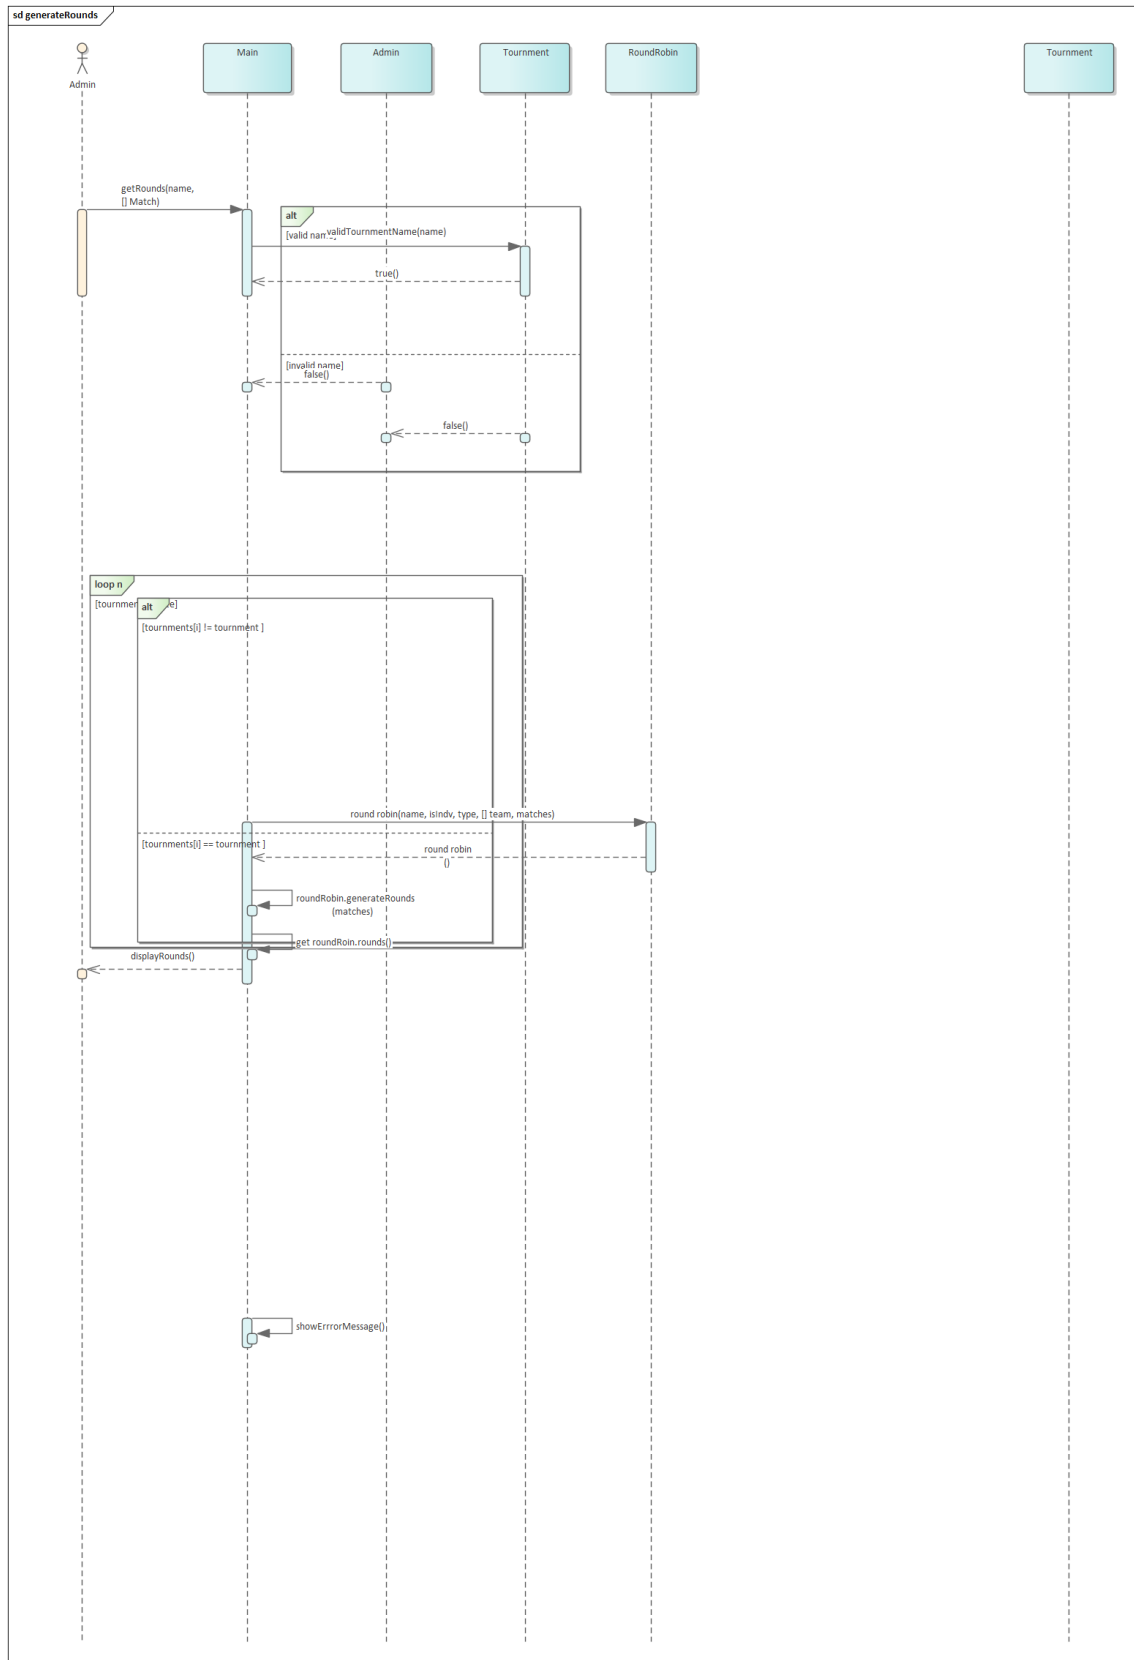 sd generateRounds
Admin
Main
Admin
Tournment
RoundRobin
Tournment
getRounds(name,
[] Match)
alt
[valid name]
validTournmentName(name)
true()
[invalid name]
false()
false()
loop n
alt
[tournments[i] != tournment ]
round robin(name, isIndv, type, [] team, matches)
[tournments[i] == tournment ]
round robin
()
roundRobin.generateRounds
(matches)
get roundRoin.rounds()
displayRounds()
showErrrorMessage()